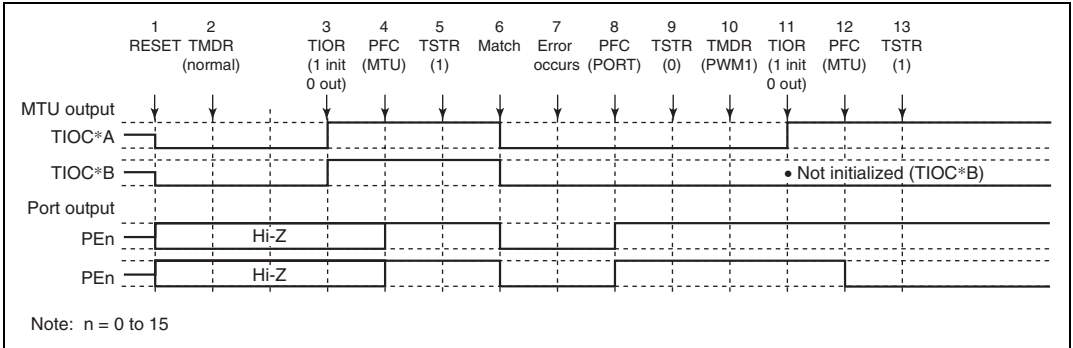 1 2 3 4 5 6 7 8 9 10 11 12 13
RESET TMDR TIOR PFC TSTR Match Error PFC TSTR TMDR TIOR PFC TSTR
(normal) (1 init (MTU) (1) occurs (PORT) (0) (PWM1) (1 init (MTU) (1)
0 out) 0 out)
MTU output
TIOC*A
TIOC*B • Not initialized (TIOC*B)
Port output
PEn Hi-Z
PEn Hi-Z
Note: n = 0 to 15